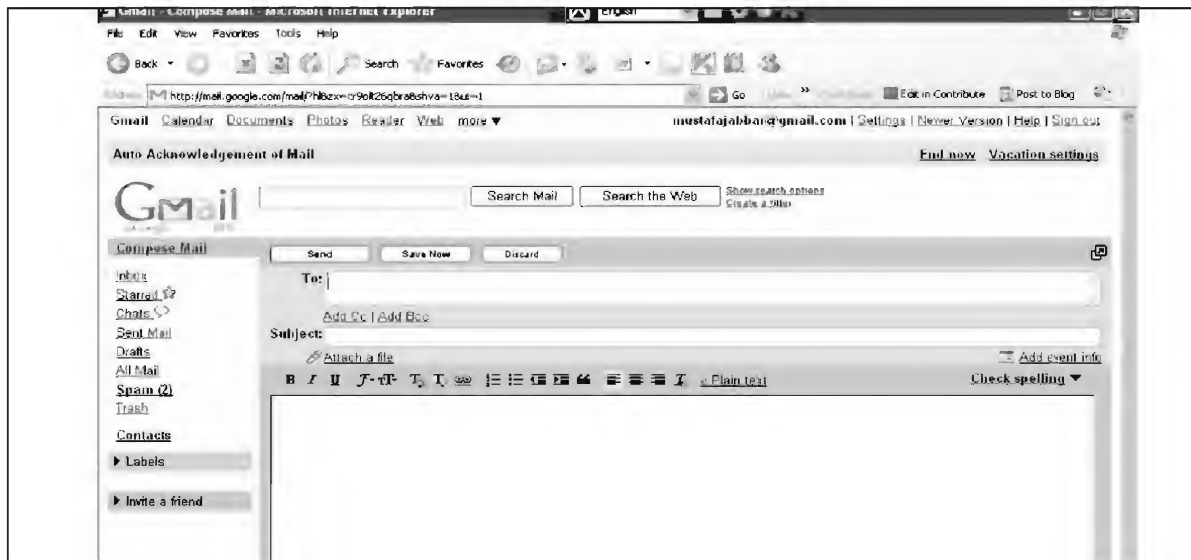 Gmail - Compose Mail - Microsoft Internet Explorer English
File Edit View Favorites Tools Help
Back Search Favorites
http://mail.google.com/mail/?hl&zx=cr9olt26qbra&shva=1&ui=1 Go Edit in Contribute Post to Blog
Gmail Calendar Documents Photos Reader Web more ▼ mustafajabbar@gmail.com | Settings | Newer Version | Help | Sign out
Auto Acknowledgement of Mail End now Vacation settings
Gmail Search Mail Search the Web Show search options
Create a filter
Compose Mail Send Save Now Discard
Inbox To:
Starred
Chats Add Cc | Add Bcc
Sent Mail Subject:
Drafts Attach a file Add event info
All Mail B I U « Plain text Check spelling ▼
Spam (2)
Trash
Contacts
Labels
Invite a friend